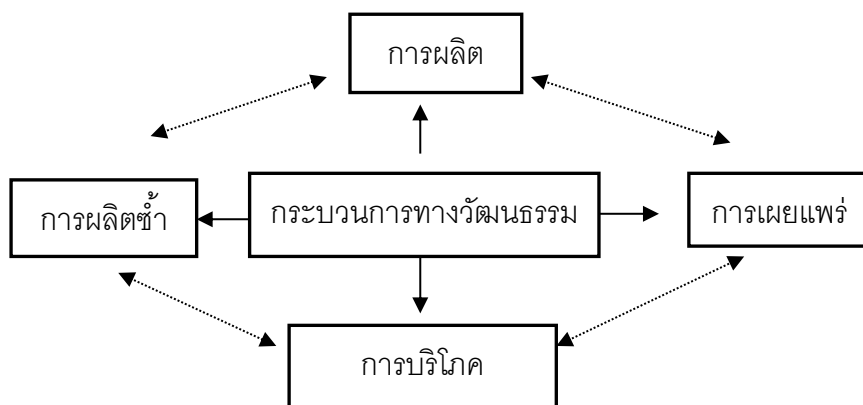 การผลิต
การผลิตซ้ำ
กระบวนการทางวัฒนธรรม
การเผยแพร่
การบริโภค